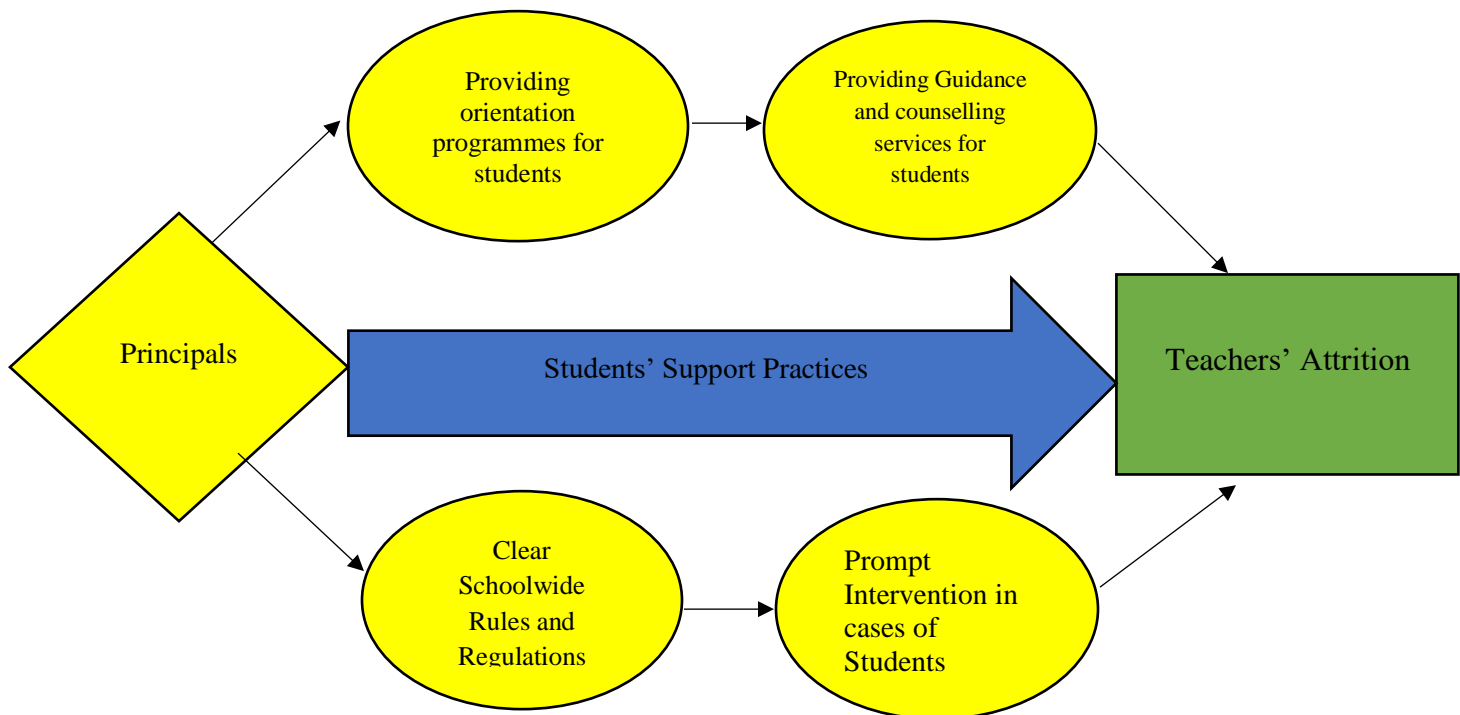 Providing
orientation
programmes for
students
Providing Guidance
and counselling
services for
students
Principals
Students’ Support Practices
Teachers’ Attrition
Clear
Schoolwide
Rules and
Regulations
Prompt
Intervention in
cases of
Students